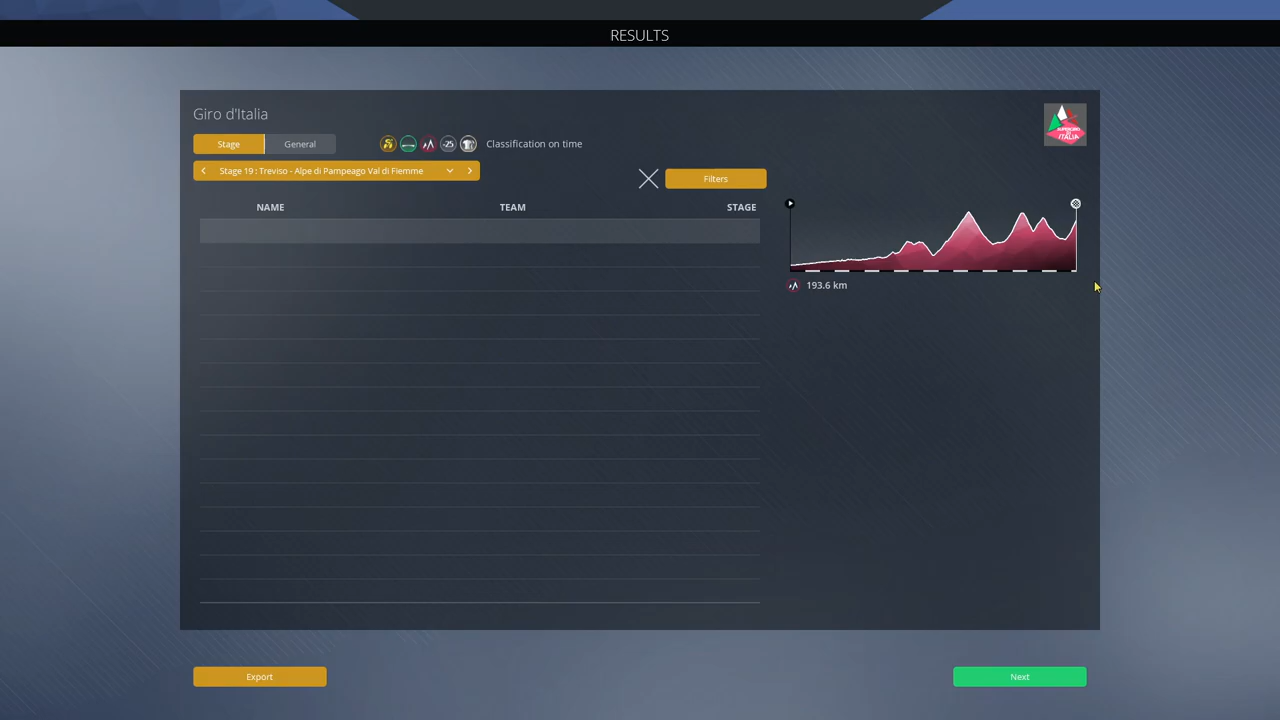 RESULTS
Giro d'Italia
Stage
General
-25
Classification on time
Stage 19 : Treviso - Alpe di Pampeago Val di Fiemme
Filters
NAME
TEAM
STAGE
193.6 km
Export
Next